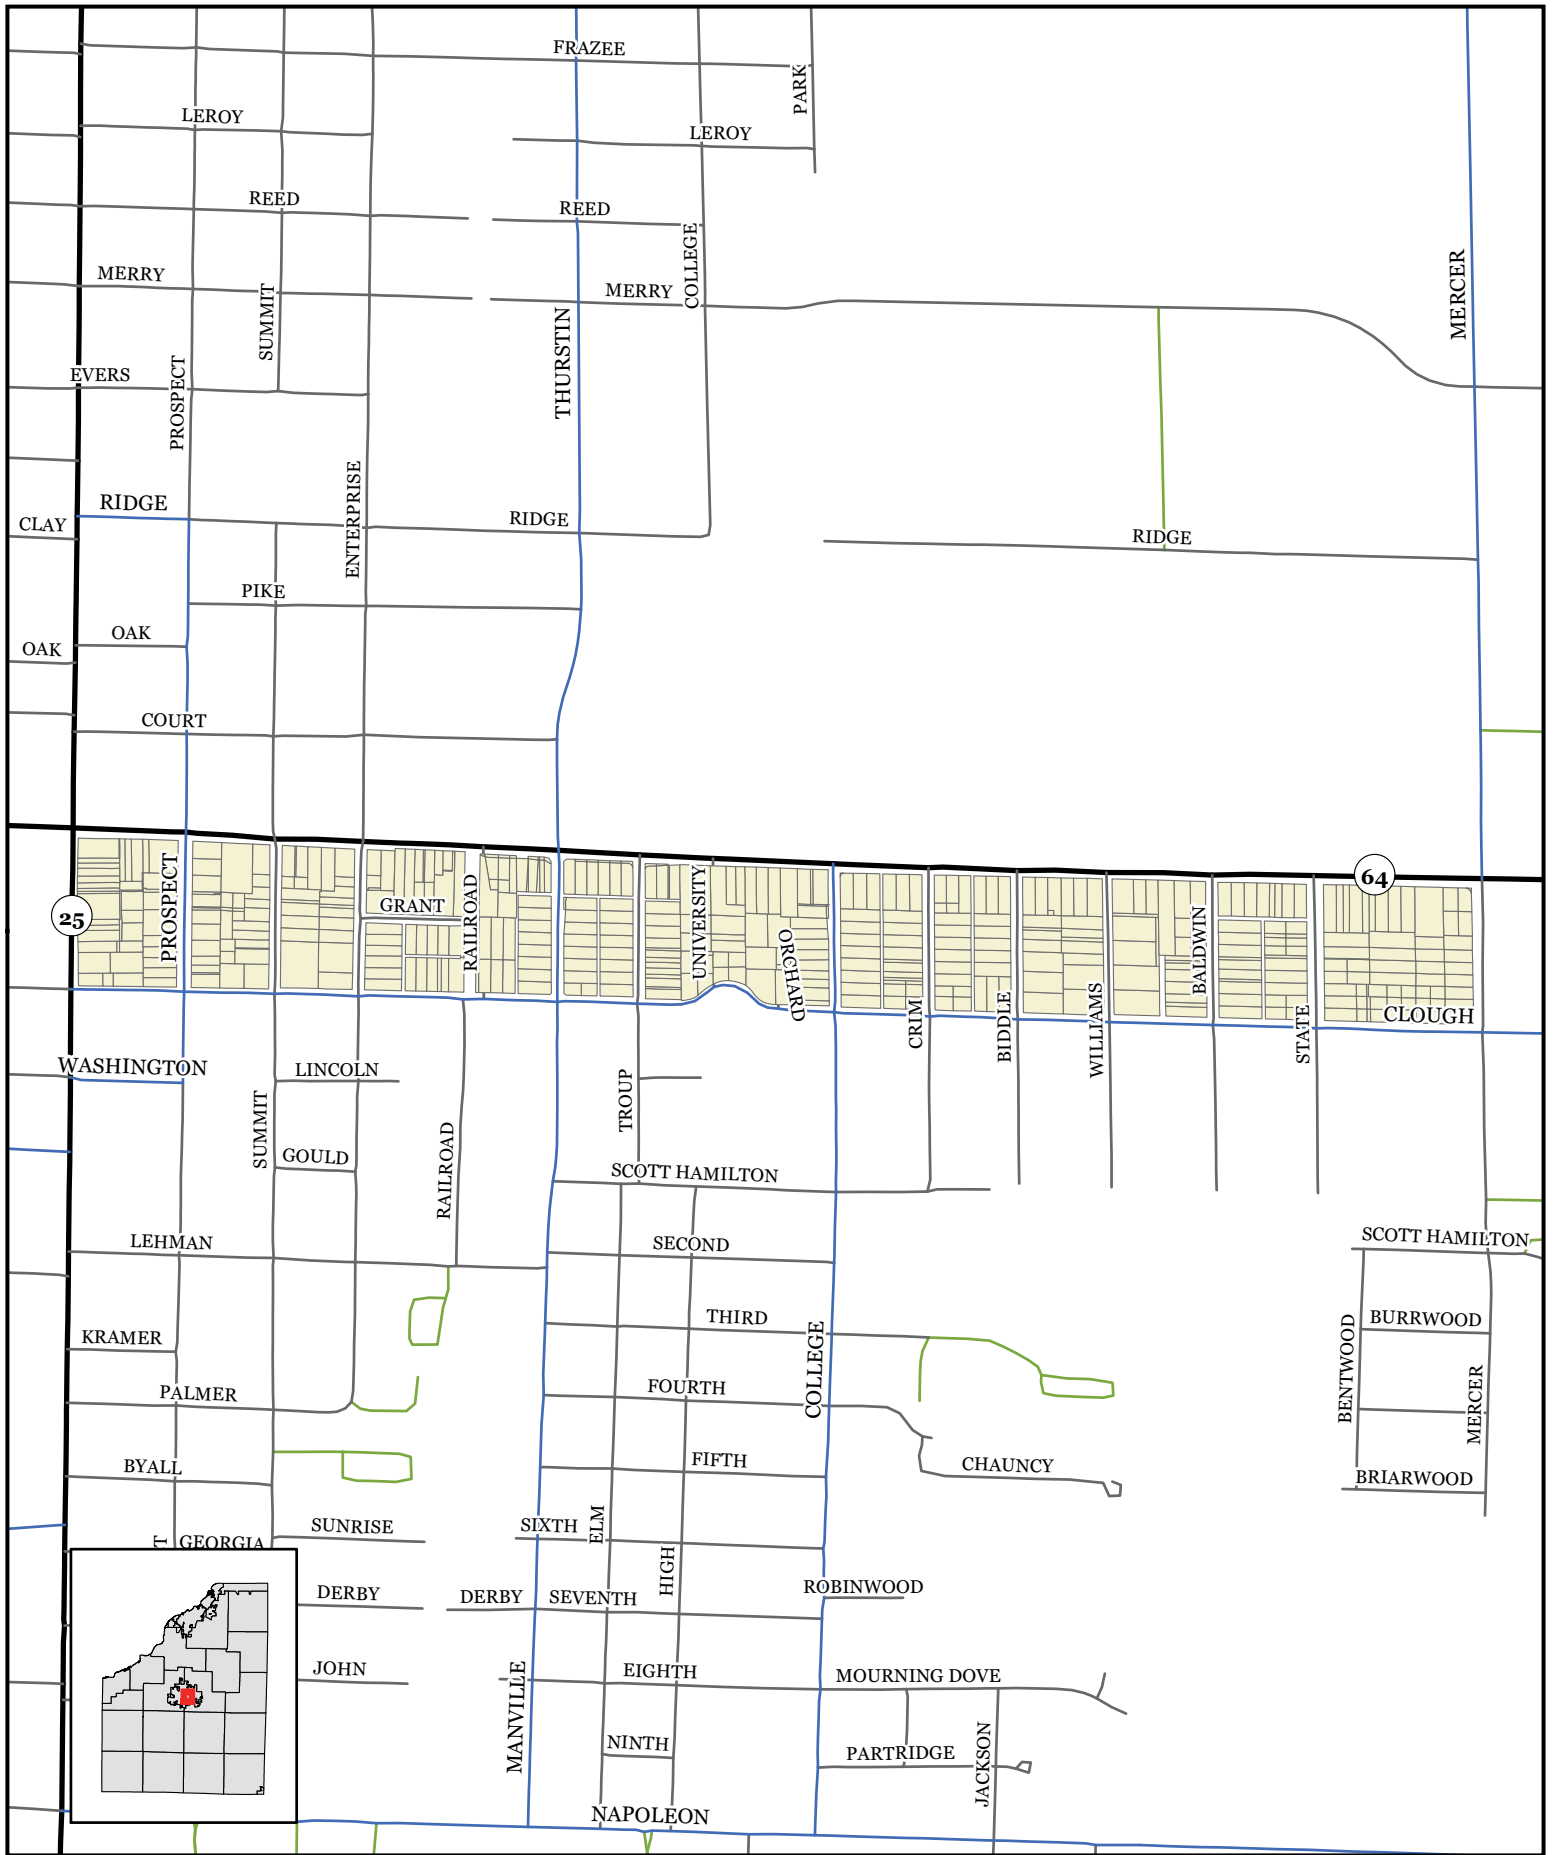 FRAZEE
PARK
LEROY
LEROY
REED
REED
COLLEGE
MERRY
MERRY
SUMMIT
MERCER
THURSTIN
EVERS
PROSPECT
ENTERPRISE
RIDGE
RIDGE
CLAY
RIDGE
PIKE
OAK
OAK
COURT
64
25
PROSPECT
GRANT
RAILROAD
UNIVERSITY
ORCHARD
BALDWIN
CRIM
BIDDLE
WILLIAMS
STATE
CLOUGH
WASHINGTON
LINCOLN
SUMMIT
TROUP
GOULD
RAILROAD
SCOTT HAMILTON
LEHMAN
SECOND
SCOTT HAMILTON
KRAMER
THIRD
BURRWOOD
COLLEGE
BENTWOOD
MERCER
PALMER
FOURTH
BYALL
FIFTH
CHAUNCY
BRIARWOOD
T
GEORGIA
SUNRISE
SIXTH
ELM
HIGH
DERBY
DERBY
SEVENTH
ROBINWOOD
JOHN
MANVILLE
EIGHTH
MOURNING DOVE
NINTH
PARTRIDGE
JACKSON
NAPOLEON